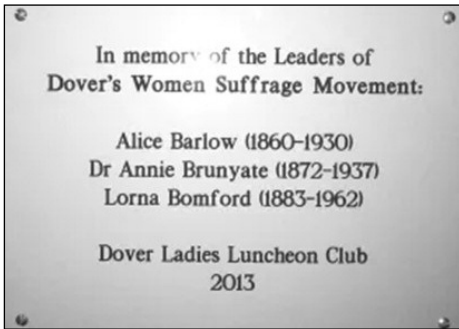 In memory of the Leaders of
Dover's Women Suffrage Movement:
Alice Barlow (1860-1930)
Dr Annie Brunyate (1872-1937)
Lorna Bomford (1883-1962)
Dover Ladies Luncheon Club
2013